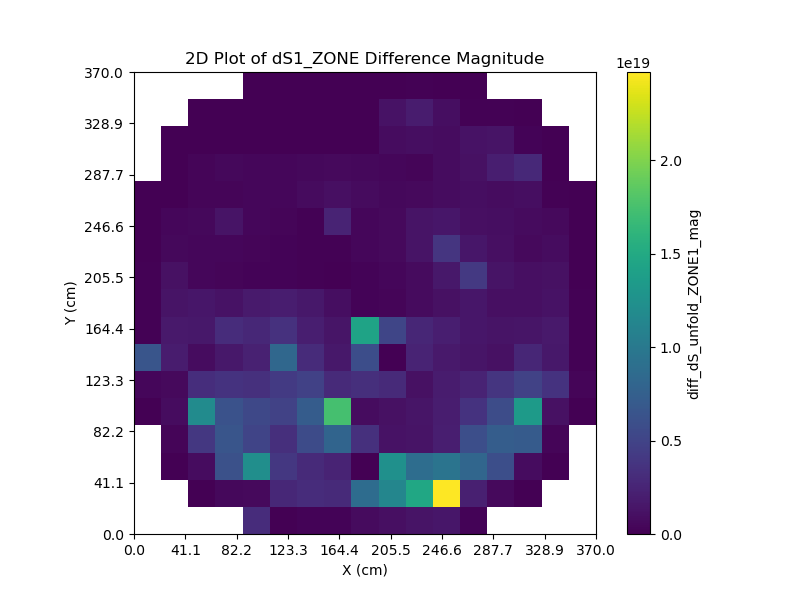 2D Plot of dS1_ZONE Difference Magnitude
1e19
370.0
328.9
287.7
246.6
205.5
164.4
123.3
82.2
41.1
0.0
Y (cm)
0.0 41.1 82.2 123.3 164.4 205.5 246.6 287.7 328.9 370.0
X (cm)
2.0
1.5
1.0
0.5
0.0
diff_dS_unfold_ZONE1_mag